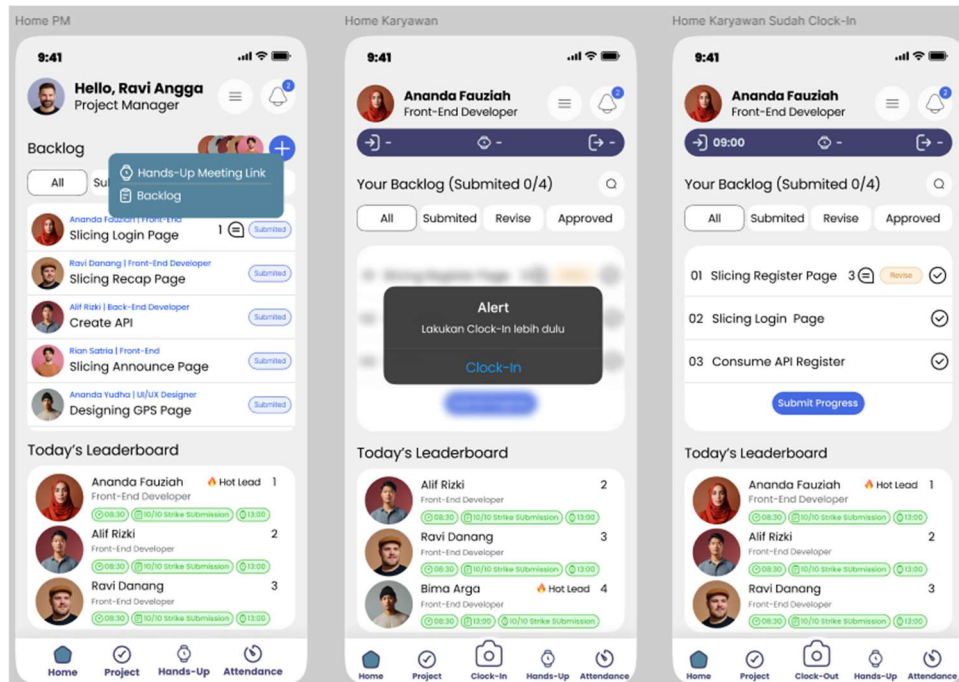 Home PM
9:41
Hello, Ravi Angga
Project Manager
2
Backlog
All
Su
Hands-Up Meeting Link
Backlog
Ananda Fauziah | Front-End
Slicing Login Page
1
Submited
Ravi Danang | Front-End Developer
Slicing Recap Page
Submited
Alif Rizki | Back-End Developer
Create API
Submited
Rian Satria | Front-End
Slicing Announce Page
Submited
Ananda Yudha | UI/UX Designer
Designing GPS Page
Submited
Today's Leaderboard
Ananda Fauziah Hot Lead 1
Front-End Developer
08:30 10/10 Strike SUbmission 13:00
Alif Rizki 2
Front-End Developer
08:30 10/10 Strike SUbmission 13:00
Ravi Danang 3
Front-End Developer
08:30 10/10 Strike SUbmission 13:00
Home Project Hands-Up Attendance
Home Karyawan
9:41
Ananda Fauziah
Front-End Developer
2
- - -
Your Backlog (Submited 0/4)
All Submited Revise Approved
Alert
Lakukan Clock-In lebih dulu
Clock-In
Today's Leaderboard
Alif Rizki 2
Front-End Developer
08:30 10/10 Strike SUbmission 13:00
Ravi Danang 3
Front-End Developer
08:30 10/10 Strike SUbmission 13:00
Bima Arga Hot Lead 4
Front-End Developer
08:30 13:00 10/10 Strike SUbmission
Home Project Clock-In Hands-Up Attendance
Home Karyawan Sudah Clock-In
9:41
Ananda Fauziah
Front-End Developer
2
09:00 - -
Your Backlog (Submited 0/4)
All Submited Revise Approved
01 Slicing Register Page 3 Revise
02 Slicing Login Page
03 Consume API Register
Submit Progress
Today's Leaderboard
Ananda Fauziah Hot Lead 1
Front-End Developer
08:30 10/10 Strike SUbmission 13:00
Alif Rizki 2
Front-End Developer
08:30 10/10 Strike SUbmission 13:00
Ravi Danang 3
Front-End Developer
08:30 10/10 Strike SUbmission 13:00
Home Project Clock-Out Hands-Up Attendance